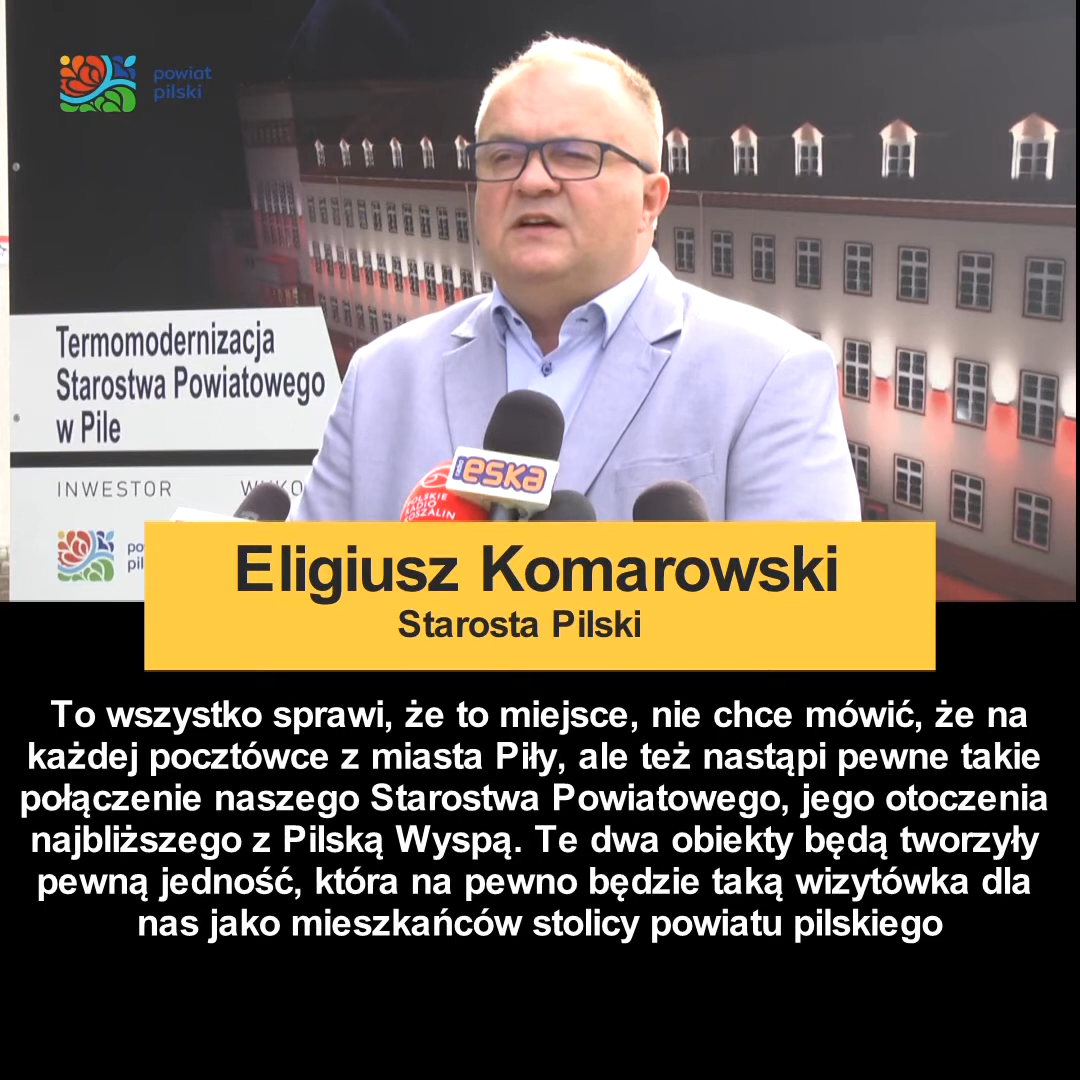 powiat
pilski
Termomodernizacja
Starostwa Powiatowego
w Pile
INWESTOR
eska
POLSKIE
RADIO
KOSZALIN
Eligiusz Komarowski
Starosta Pilski
To wszystko sprawi, że to miejsce, nie chce mówić, że na
każdej pocztówce z miasta Piły, ale też nastąpi pewne takie
połączenie naszego Starostwa Powiatowego, jego otoczenia
najbliższego z Pilską Wyspą. Te dwa obiekty będą tworzyły
pewną jedność, która na pewno będzie taką wizytówka dla
nas jako mieszkańców stolicy powiatu pilskiego